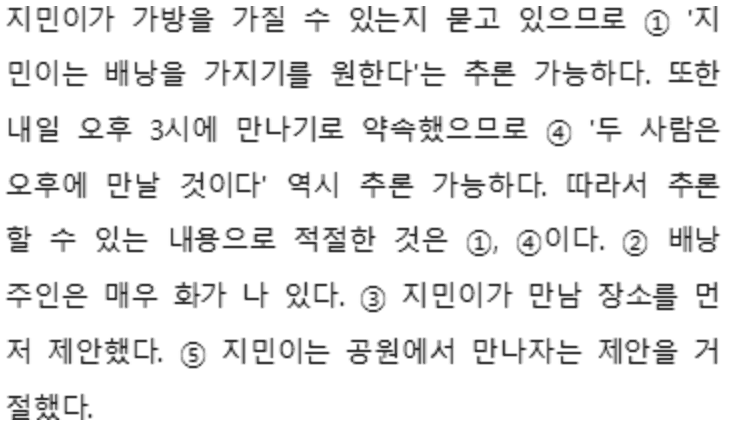 지민이가 가방을 가질 수 있는지 묻고 있으므로 ① '지
민이는 배낭을 가지기를 원한다'는 추론 가능하다. 또한
내일 오후 3시에 만나기로 약속했으므로 ④ '두 사람은
오후에 만날 것이다' 역시 추론 가능하다. 따라서 추론
할 수 있는 내용으로 적절한 것은 ①, ④이다. ② 배낭
주인은 매우 화가 나 있다. ③ 지민이가 만남 장소를 먼
저 제안했다. ⑤ 지민이는 공원에서 만나자는 제안을 거
절했다.